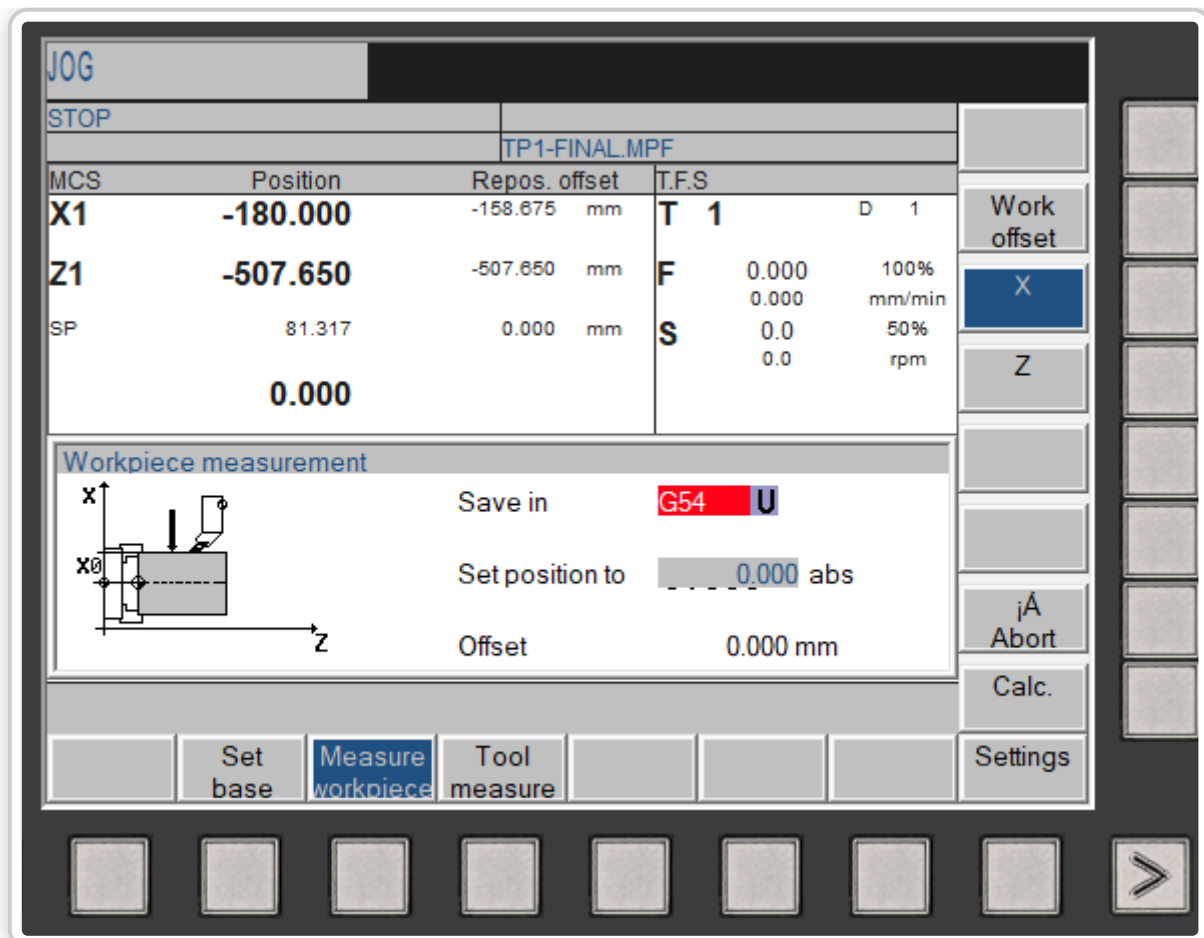 JOG
STOP
TP1-FINAL.MPF
MCS Position Repos. offset T.F.S
X1 -180.000 -158.675 mm T 1 D 1
Z1 -507.650 -507.650 mm F 0.000 100%
0.000 mm/min
SP 81.317 0.000 mm S 0.0 50%
0.0 rpm
0.000
Work
offset
X
Z
¡Á
Abort
Calc.
Workpiece measurement
X
X0
Z
Save in G54 U
Set position to 0.000 abs
Offset 0.000 mm
Set
base
Measure
workpiece
Tool
measure
Settings
>